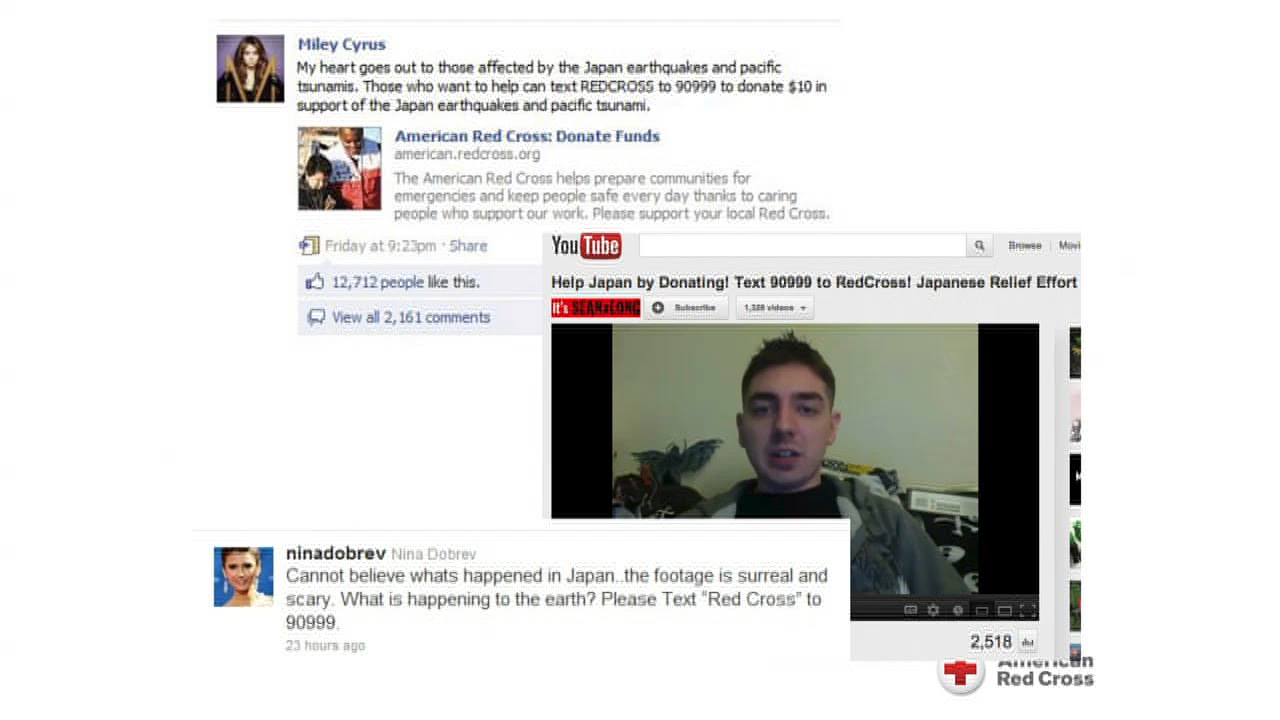 Miley Cyrus
My heart goes out to those affected by the Japan earthquakes and pacific
tsunamis. Those who want to help can text REDCROSS to 90999 to donate $10 in
support of the Japan earthquakes and pacific tsunami.
American Red Cross: Donate Funds
american.redcross.org
The American Red Cross helps prepare communities for
emergencies and keep people safe every day thanks to caring
people who support our work. Please support your local Red Cross.
Friday at 9:23pm · Share
12,712 people like this.
View all 2,161 comments
YouTube
Browse | Movi
Help Japan by Donating! Text 90999 to RedCross! Japanese Relief Effort
It's SEANxLONG Subscribe 1,328 videos
ninadobrev Nina Dobrev
Cannot believe whats happened in Japan..the footage is surreal and
scary. What is happening to the earth? Please Text “Red Cross” to
90999.
23 hours ago
2,518
American
Red Cross